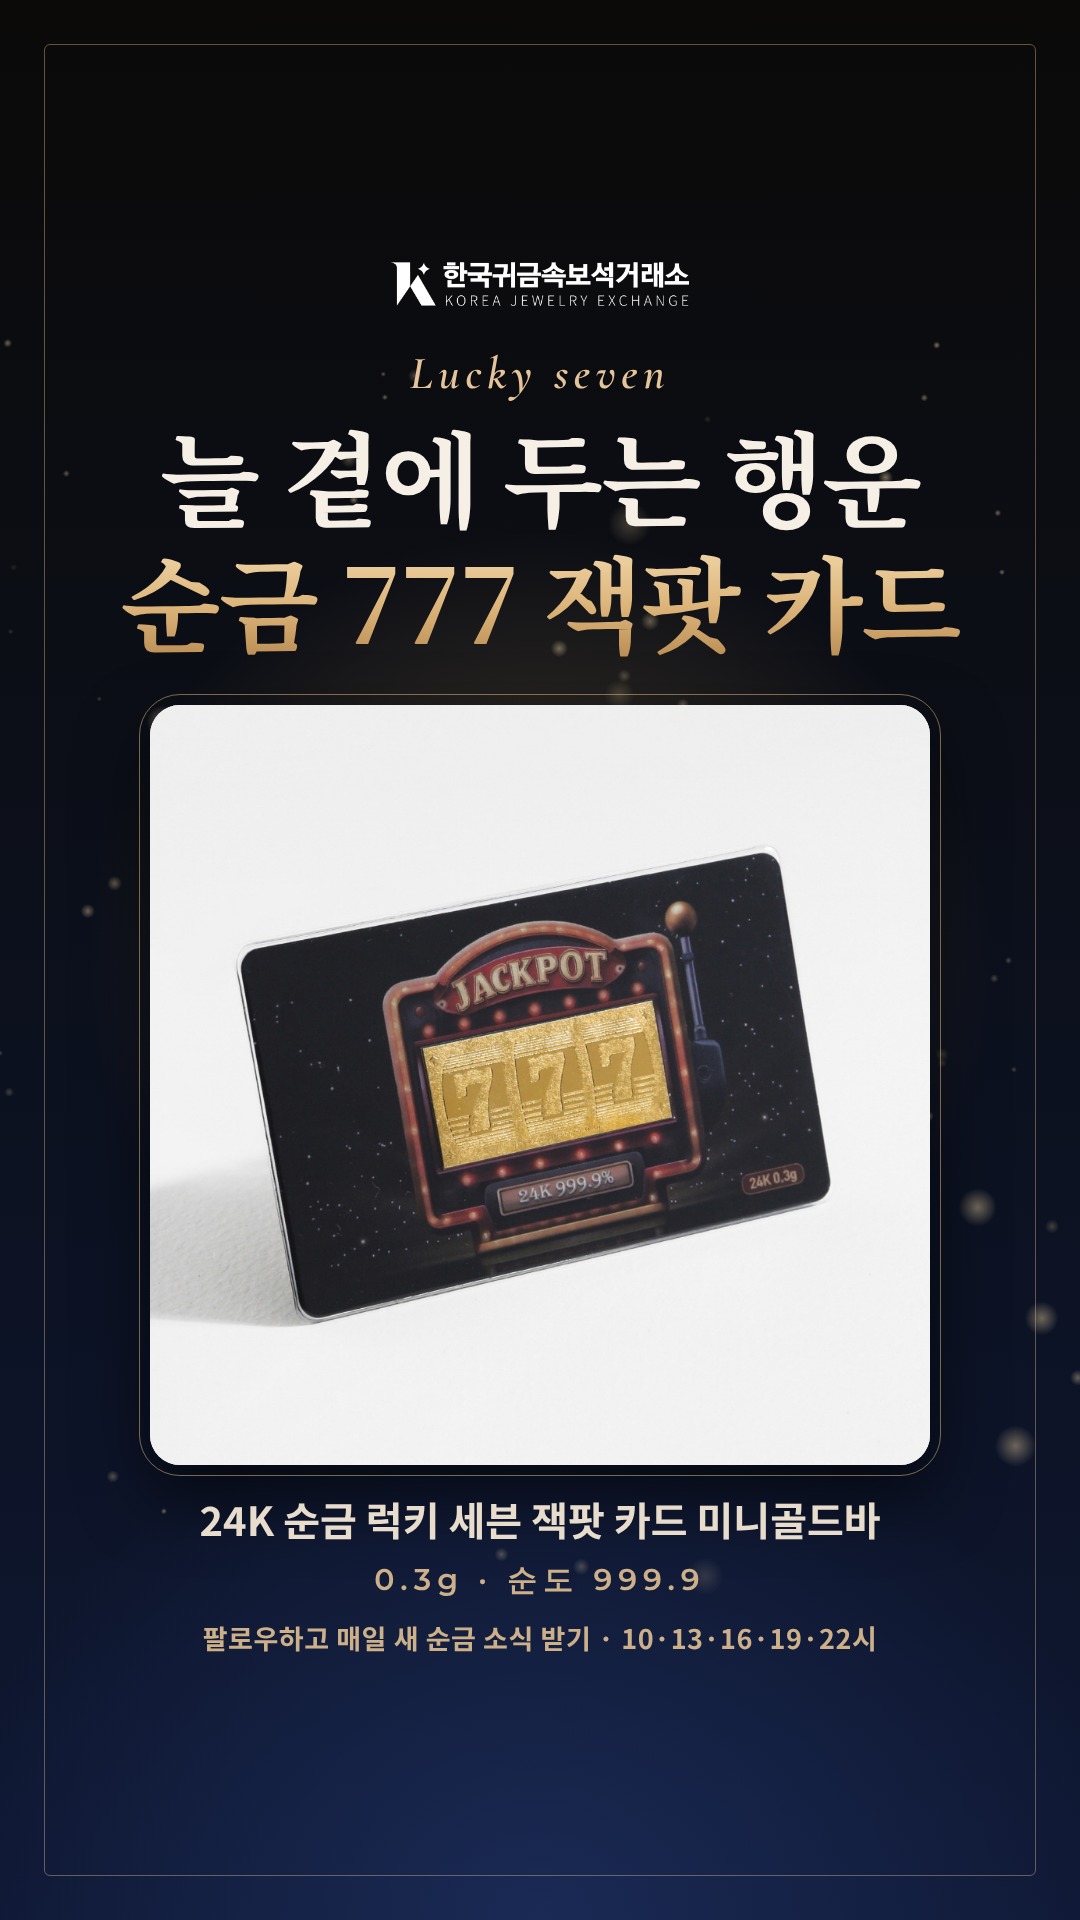 한국귀금속보석거래소
KOREA JEWELRY EXCHANGE
Lucky seven
늘 곁에 두는 행운
순금 777 잭팟 카드
JACKPOT
777
24K 999.9%
24K 0.3g
24K 순금 럭키 세븐 잭팟 카드 미니골드바
0.3g · 순도 999.9
팔로우하고 매일 새 순금 소식 받기 · 10·13·16·19·22시